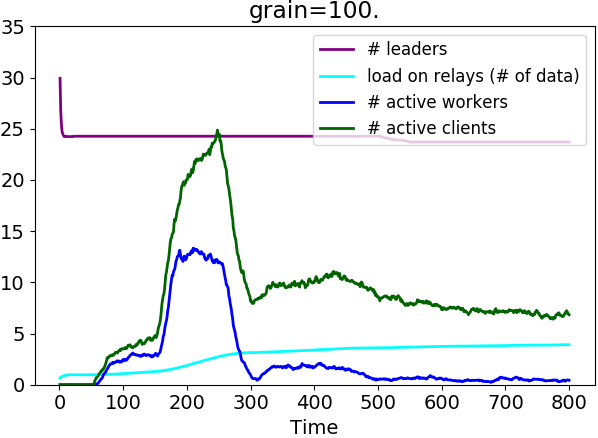 grain=100.
35
30
25
20
15
10
5
0
# leaders
load on relays (# of data)
# active workers
# active clients
0 100 200 300 400 500 600 700 800
Time